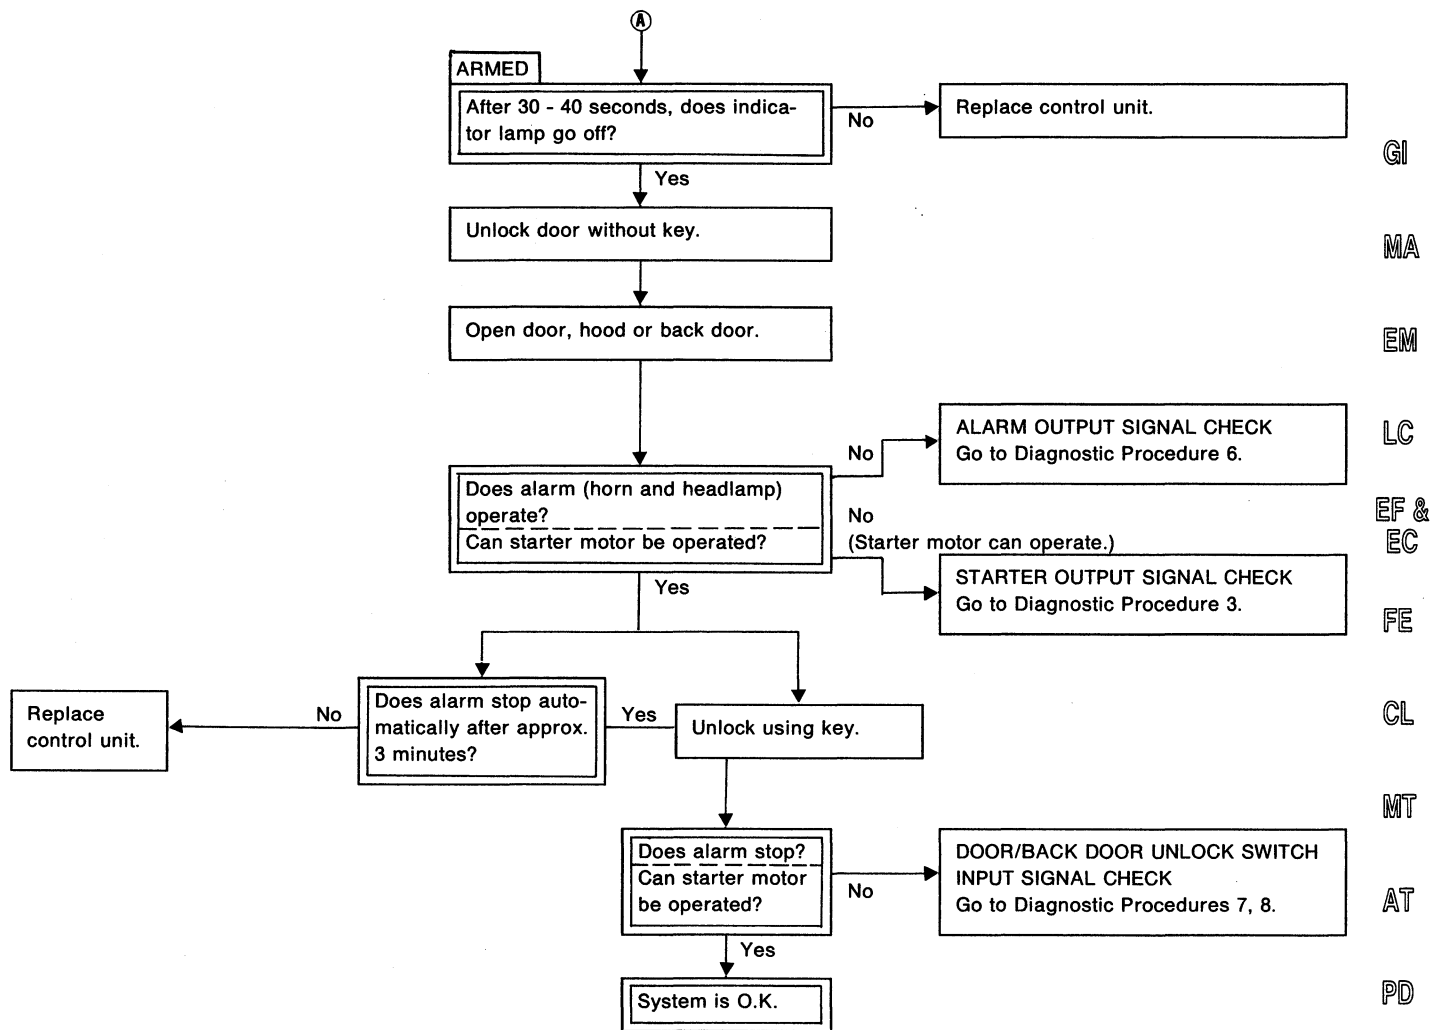 A
ARMED
After 30 - 40 seconds, does indica-
tor lamp go off?
No
Replace control unit.
Yes
Unlock door without key.
Open door, hood or back door.
Does alarm (horn and headlamp)
operate?
Can starter motor be operated?
No
ALARM OUTPUT SIGNAL CHECK
Go to Diagnostic Procedure 6.
No
(Starter motor can operate.)
STARTER OUTPUT SIGNAL CHECK
Go to Diagnostic Procedure 3.
Yes
Replace
control unit.
No
Does alarm stop auto-
matically after approx.
3 minutes?
Yes
Unlock using key.
Does alarm stop?
Can starter motor
be operated?
No
DOOR/BACK DOOR UNLOCK SWITCH
INPUT SIGNAL CHECK
Go to Diagnostic Procedures 7, 8.
Yes
System is O.K.
GI
MA
EM
LC
EF &
EC
FE
CL
MT
AT
PD